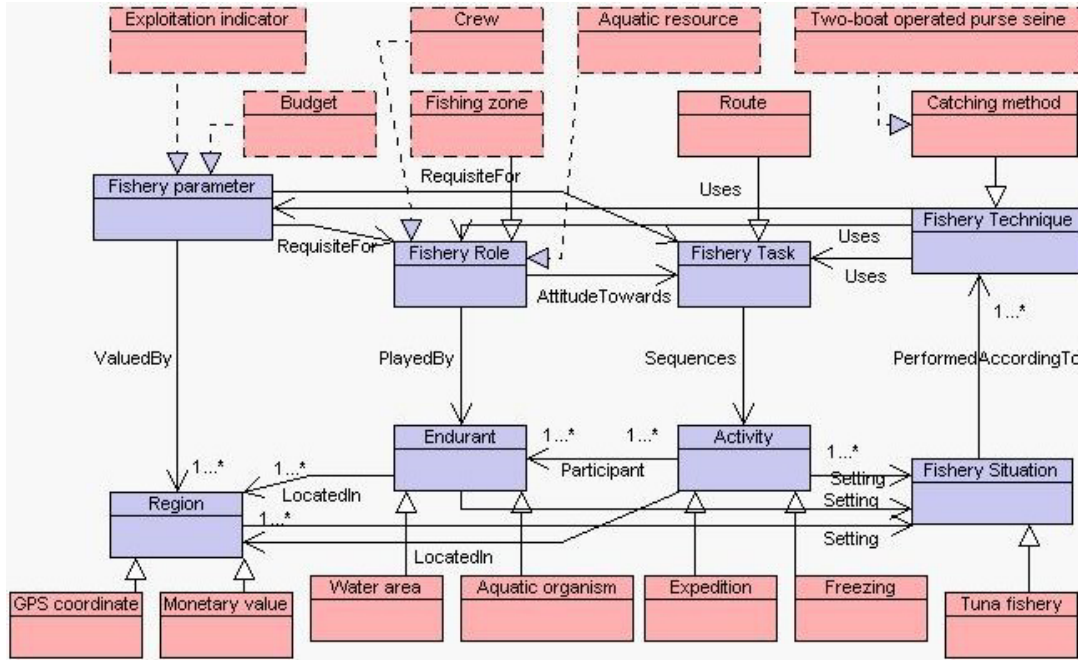 Exploitation indicator
Crew
Aquatic resource
Two-boat operated purse seine
Budget
Fishing zone
Route
Catching method
RequisiteFor
Uses
Fishery parameter
Fishery Technique
RequisiteFor
Fishery Role
Fishery Task
Uses
Uses
AttitudeTowards
1...*
ValuedBy
PlayedBy
Sequences
PerformedAccordingTo
Endurant
1...*
1...*
Activity
1...*
1...*
1...*
Participant
Fishery Situation
Setting
LocatedIn
Region
1...*
Setting
Setting
LocatedIn
GPS coordinate
Monetary value
Water area
Aquatic organism
Expedition
Freezing
Tuna fishery